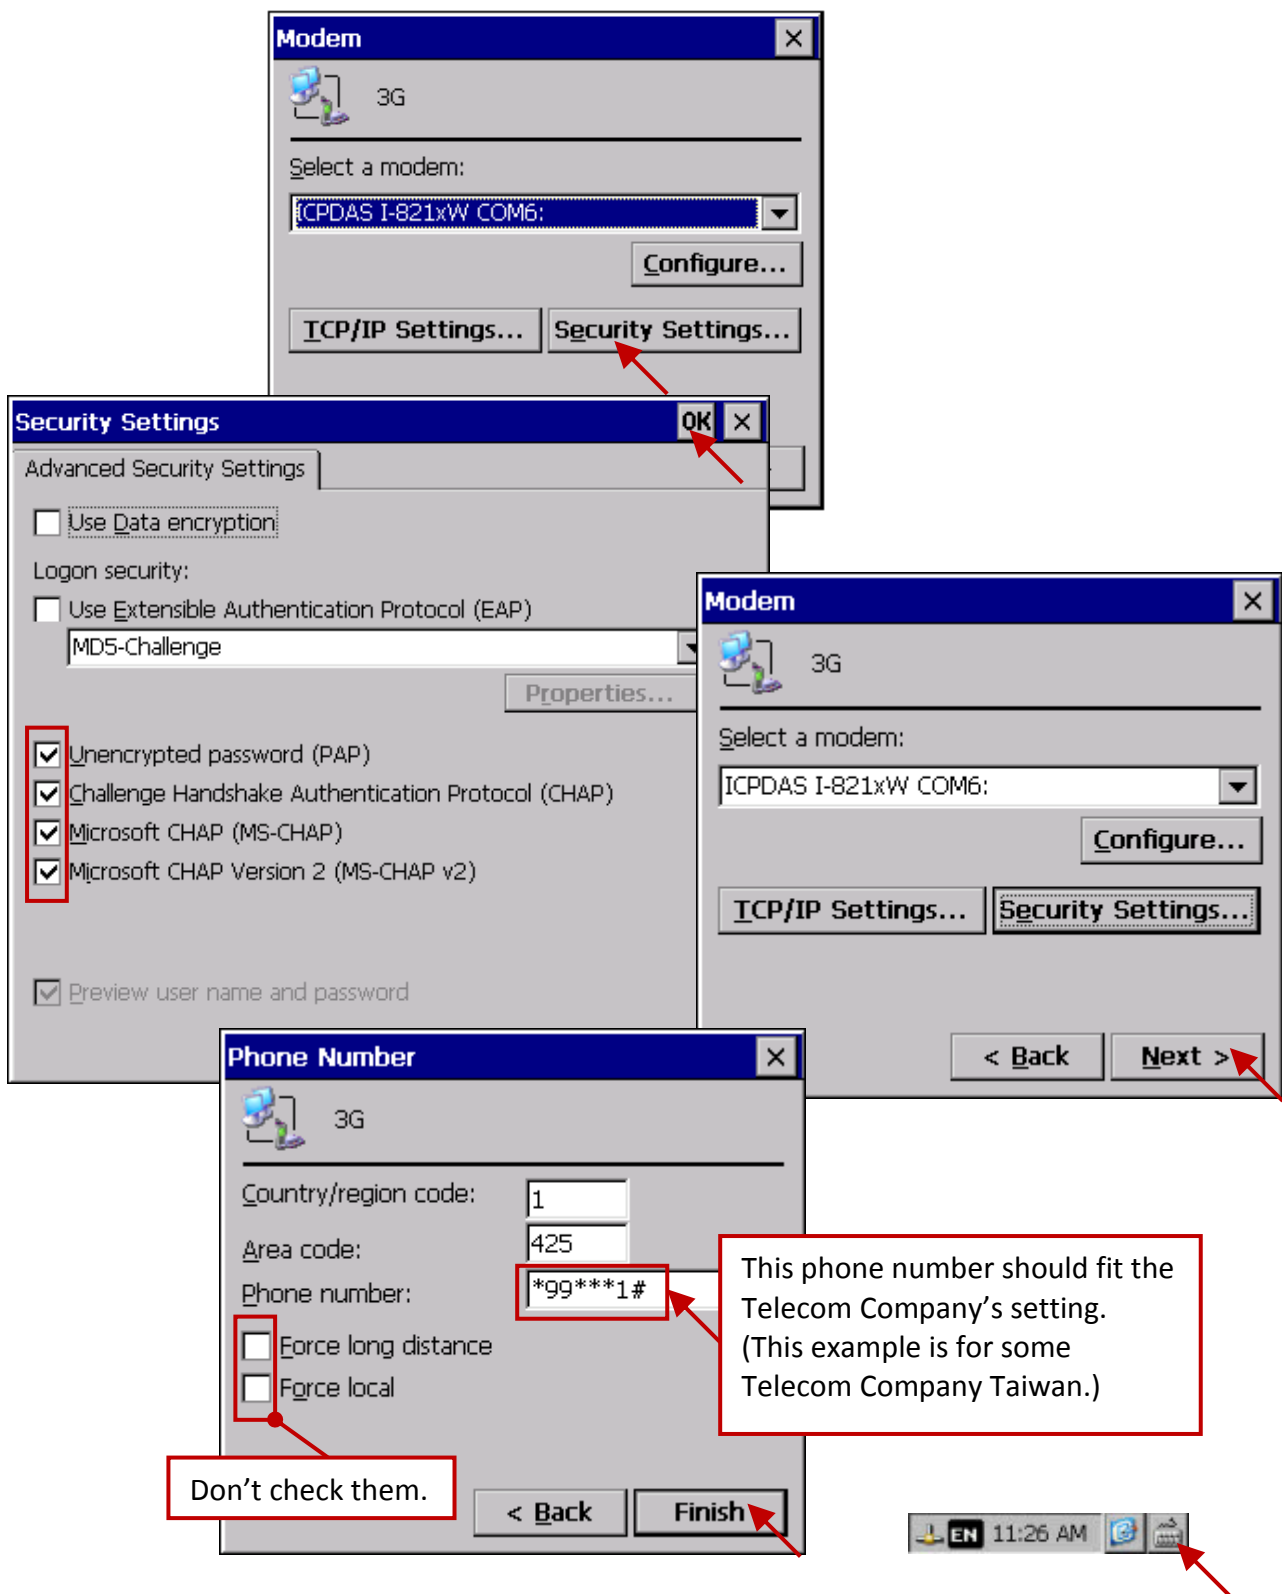 Modem
3G
Select a modem:
ICPDAS I-821xW COM6:
Configure...
TCP/IP Settings... Security Settings...
Security Settings OK
Advanced Security Settings
Use Data encryption
Logon security:
Use Extensible Authentication Protocol (EAP)
MD5-Challenge
Properties...
Unencrypted password (PAP)
Challenge Handshake Authentication Protocol (CHAP)
Microsoft CHAP (MS-CHAP)
Microsoft CHAP Version 2 (MS-CHAP v2)
Preview user name and password
Modem
3G
Select a modem:
ICPDAS I-821xW COM6:
Configure...
TCP/IP Settings... Security Settings...
< Back Next >
Phone Number
3G
Country/region code: 1
Area code: 425
Phone number: *99***1#
Force long distance
Force local
< Back Finish
This phone number should fit the
Telecom Company’s setting.
(This example is for some
Telecom Company Taiwan.)
Don’t check them.
EN 11:26 AM